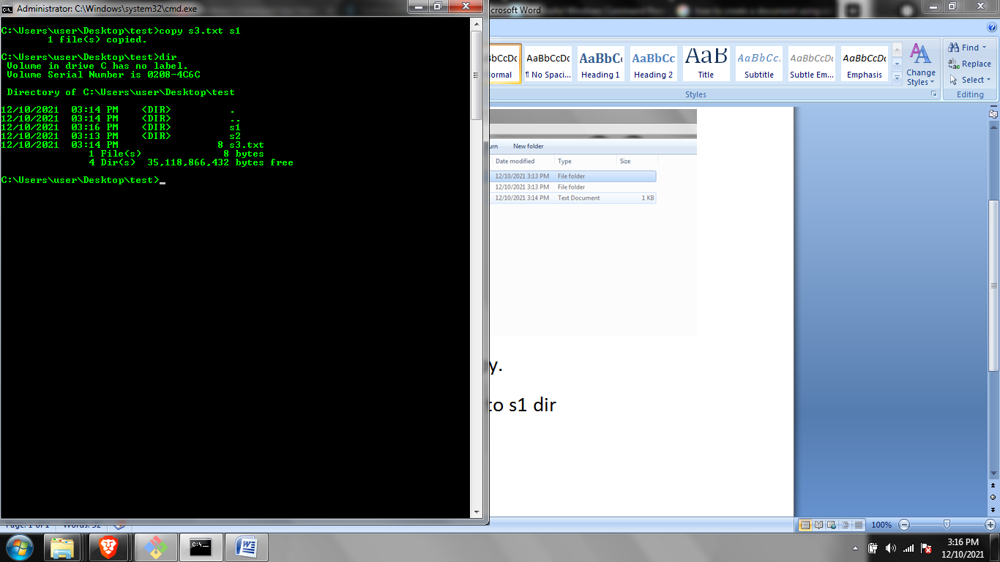 Administrator: C:\Windows\system32\cmd.exe
C:\Users\user\Desktop\test>copy s3.txt s1
        1 file(s) copied.
C:\Users\user\Desktop\test>dir
 Volume in drive C has no label.
 Volume Serial Number is 0208-4C6C
 Directory of C:\Users\user\Desktop\test
12/10/2021  03:14 PM    <DIR>          .
12/10/2021  03:14 PM    <DIR>          ..
12/10/2021  03:16 PM    <DIR>          s1
12/10/2021  03:13 PM    <DIR>          s2
12/10/2021  03:14 PM                 8 s3.txt
               1 File(s)              8 bytes
               4 Dir(s)  35,118,866,432 bytes free
C:\Users\user\Desktop\test>
crosoft Word
bCcDc AaBbCcDc AaBbC AaBbCc AaB AaBbCc. AaBbCcDc AaBbCcDc
ormal ¶ No Spaci... Heading 1 Heading 2 Title Subtitle Subtle Em... Emphasis
Change Styles
Find
Replace
Select
Styles
Editing
urn New folder
Date modified Type Size
12/10/2021 3:13 PM File folder
12/10/2021 3:13 PM File folder
12/10/2021 3:14 PM Text Document 1 KB
y.
to s1 dir
Page: 1 of 1 Words: 32
100%
3:16 PM
12/10/2021